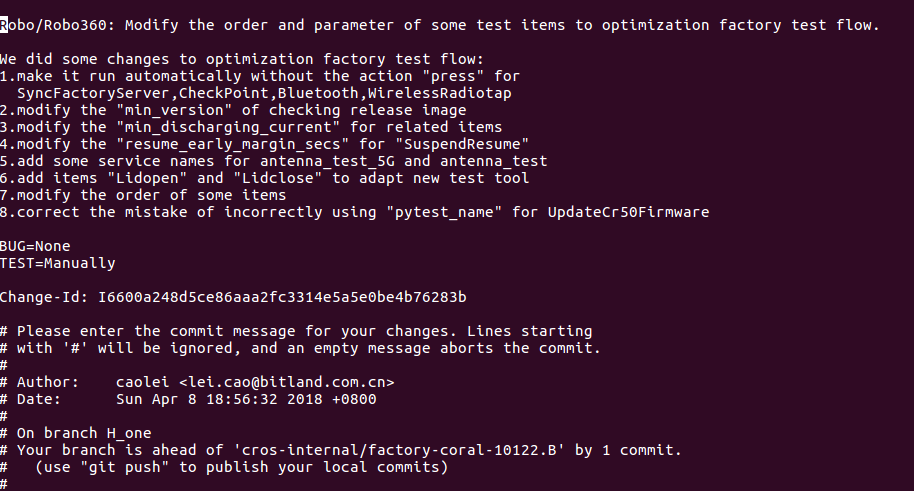 Robo/Robo360: Modify the order and parameter of some test items to optimization factory test flow.
We did some changes to optimization factory test flow:
1.make it run automatically without the action "press" for
  SyncFactoryServer,CheckPoint,Bluetooth,WirelessRadiotap
2.modify the "min_version" of checking release image
3.modify the "min_discharging_current" for related items
4.modify the "resume_early_margin_secs" for "SuspendResume"
5.add some service names for antenna_test_5G and antenna_test
6.add items "Lidopen" and "Lidclose" to adapt new test tool
7.modify the order of some items
8.correct the mistake of incorrectly using "pytest_name" for UpdateCr50Firmware
BUG=None
TEST=Manually
Change-Id: I6600a248d5ce86aaa2fc3314e5a5e0be4b76283b
# Please enter the commit message for your changes. Lines starting
# with '#' will be ignored, and an empty message aborts the commit.
#
# Author:    caolei <lei.cao@bitland.com.cn>
# Date:      Sun Apr 8 18:56:32 2018 +0800
#
# On branch H_one
# Your branch is ahead of 'cros-internal/factory-coral-10122.B' by 1 commit.
#   (use "git push" to publish your local commits)
#